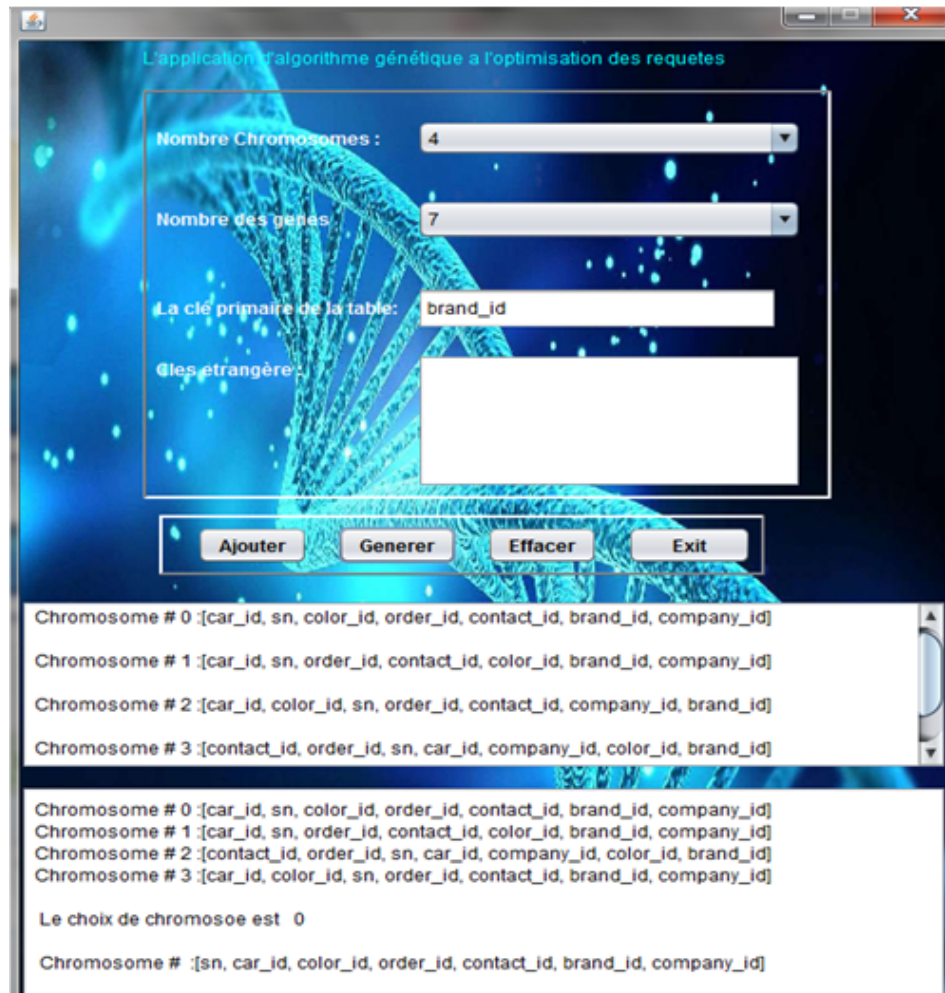 L'application d'algorithme génétique a l'optimisation des requetes
Nombre Chromosomes : 4
Nombre des genes 7
La clé primaire de la table: brand_id
Cles etrangère :
Ajouter Generer Effacer Exit
Chromosome # 0 :[car_id, sn, color_id, order_id, contact_id, brand_id, company_id]
Chromosome # 1 :[car_id, sn, order_id, contact_id, color_id, brand_id, company_id]
Chromosome # 2 :[car_id, color_id, sn, order_id, contact_id, company_id, brand_id]
Chromosome # 3 :[contact_id, order_id, sn, car_id, company_id, color_id, brand_id]
Chromosome # 0 :[car_id, sn, color_id, order_id, contact_id, brand_id, company_id]
Chromosome # 1 :[car_id, sn, order_id, contact_id, color_id, brand_id, company_id]
Chromosome # 2 :[contact_id, order_id, sn, car_id, company_id, color_id, brand_id]
Chromosome # 3 :[car_id, color_id, sn, order_id, contact_id, brand_id, company_id]
Le choix de chromosoe est 0
Chromosome # :[sn, car_id, color_id, order_id, contact_id, brand_id, company_id]